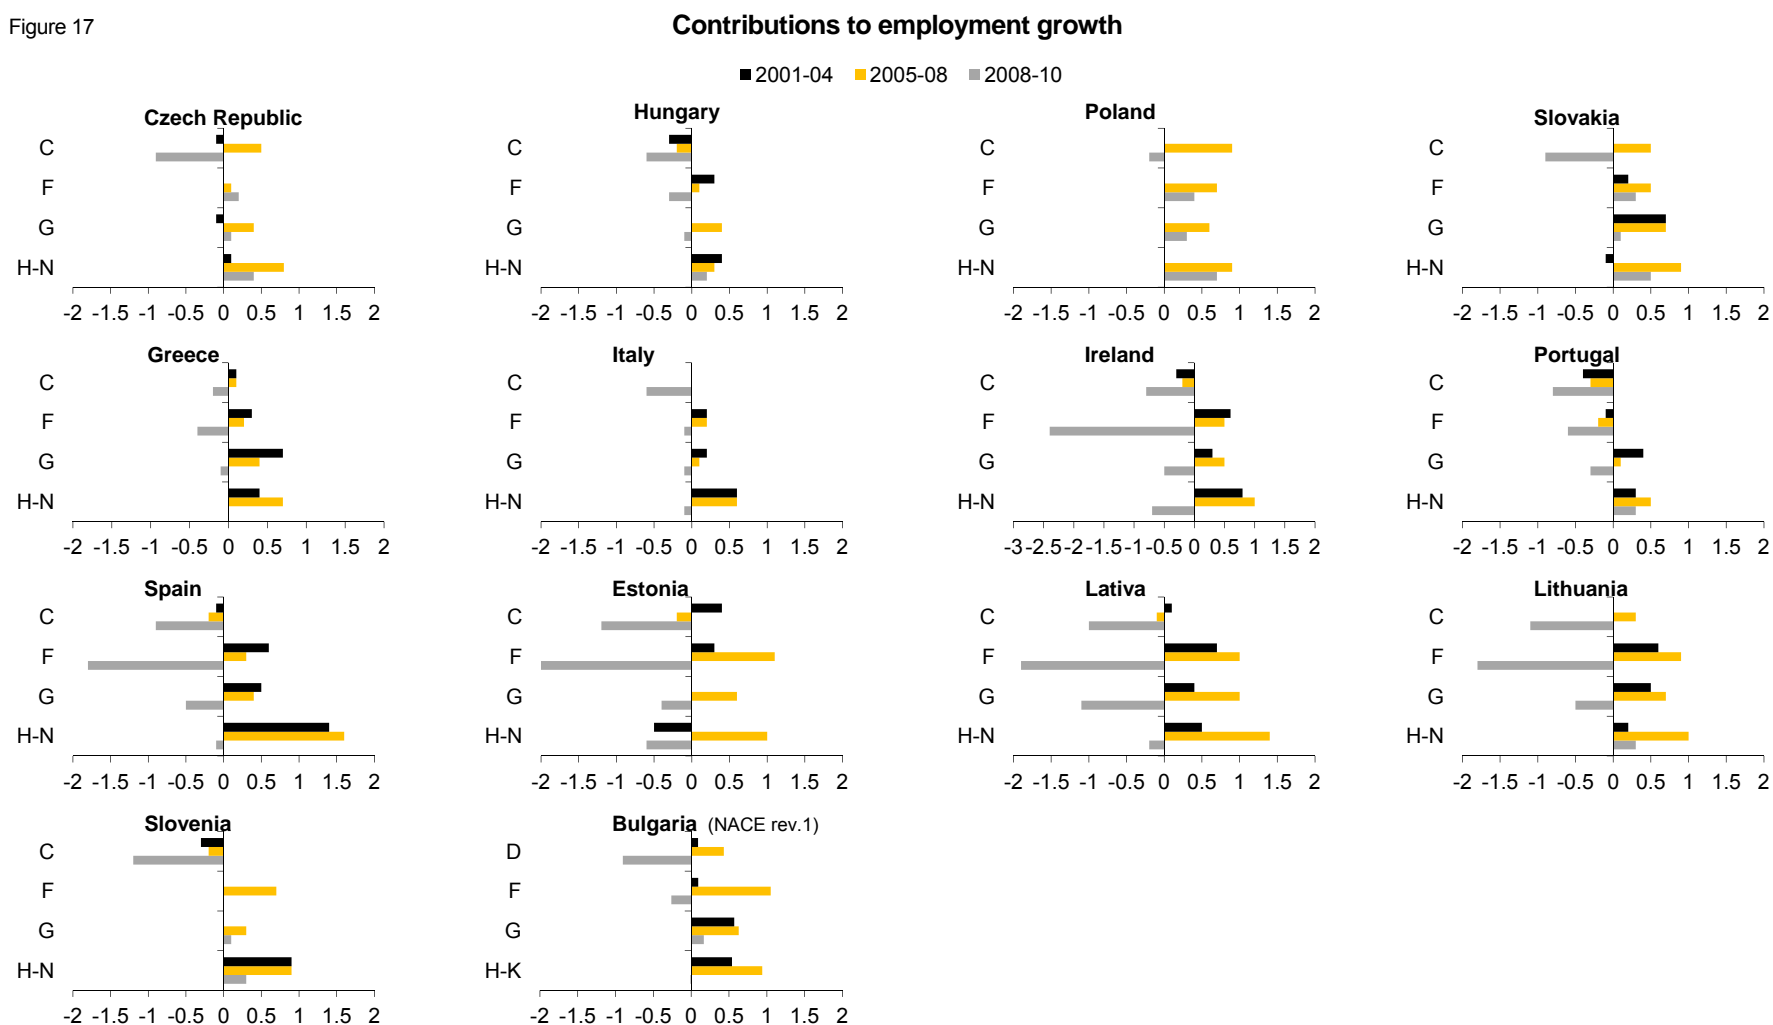 Figure 17
Contributions to employment growth
2001-04 2005-08 2008-10
Czech Republic
C
F
G
H-N
-2 -1.5 -1 -0.5 0 0.5 1 1.5 2
Hungary
C
F
G
H-N
-2 -1.5 -1 -0.5 0 0.5 1 1.5 2
Poland
C
F
G
H-N
-2 -1.5 -1 -0.5 0 0.5 1 1.5 2
Slovakia
C
F
G
H-N
-2 -1.5 -1 -0.5 0 0.5 1 1.5 2
Greece
C
F
G
H-N
-2 -1.5 -1 -0.5 0 0.5 1 1.5 2
Italy
C
F
G
H-N
-2 -1.5 -1 -0.5 0 0.5 1 1.5 2
Ireland
C
F
G
H-N
-3 -2.5 -2 -1.5 -1 -0.5 0 0.5 1 1.5 2
Portugal
C
F
G
H-N
-2 -1.5 -1 -0.5 0 0.5 1 1.5 2
Spain
C
F
G
H-N
-2 -1.5 -1 -0.5 0 0.5 1 1.5 2
Estonia
C
F
G
H-N
-2 -1.5 -1 -0.5 0 0.5 1 1.5 2
Lativa
C
F
G
H-N
-2 -1.5 -1 -0.5 0 0.5 1 1.5 2
Lithuania
C
F
G
H-N
-2 -1.5 -1 -0.5 0 0.5 1 1.5 2
Slovenia
C
F
G
H-N
-2 -1.5 -1 -0.5 0 0.5 1 1.5 2
Bulgaria (NACE rev.1)
D
F
G
H-K
-2 -1.5 -1 -0.5 0 0.5 1 1.5 2